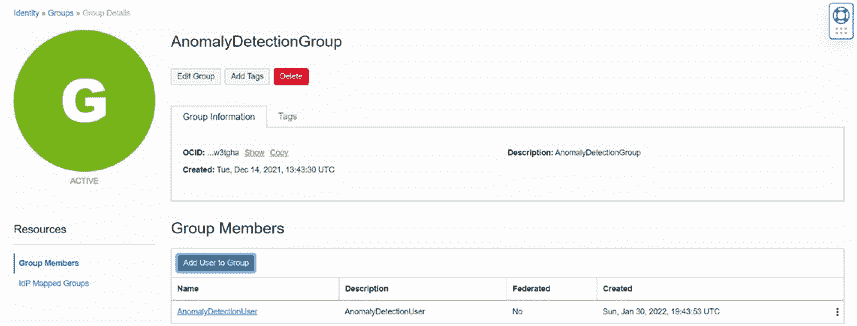 Identity » Groups » Group Details
AnomalyDetectionGroup
Edit Group Add Tags Delete
G
ACTIVE
Group Information Tags
OCID: ...w3tgha Show Copy Description: AnomalyDetectionGroup
Created: Tue, Dec 14, 2021, 13:43:30 UTC
Resources
Group Members
IdP Mapped Groups
Group Members
Add User to Group
Name Description Federated Created
AnomalyDetectionUser AnomalyDetectionUser No Sun, Jan 30, 2022, 19:43:53 UTC